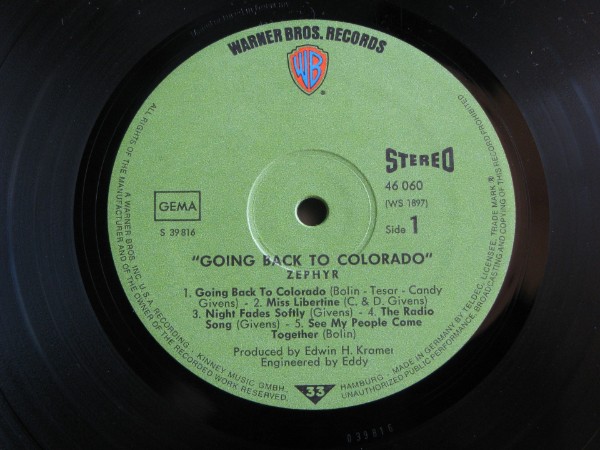 WARNER BROS. RECORDS
WB
®
STEREO
GEMA
46 060
(WS 1897)
S 39 816
Side 1
"GOING BACK TO COLORADO"
ZEPHYR
1. Going Back To Colorado (Bolin - Tesar - Candy
Givens) - 2. Miss Libertine (C. & D. Givens)
3. Night Fades Softly (Givens) - 4. The Radio
Song (Givens) - 5. See My People Come
Together (Bolin)
Produced by Edwin H. Kramer
Engineered by Eddy
33
ALL RIGHTS OF THE MANUFACTURER AND OF THE OWNER OF THE RECORDED WORK RESERVED.
A WARNER BROS. INC. U.S.A. RECORDING. - KINNEY MUSIC GMBH.
HAMBURG - MADE IN GERMANY BY TELDEC, LICENSEE, TRADE MARK ®
UNAUTHORIZED PUBLIC PERFORMANCE, BROADCASTING AND COPYING OF THIS RECORD PROHIBITED
039816